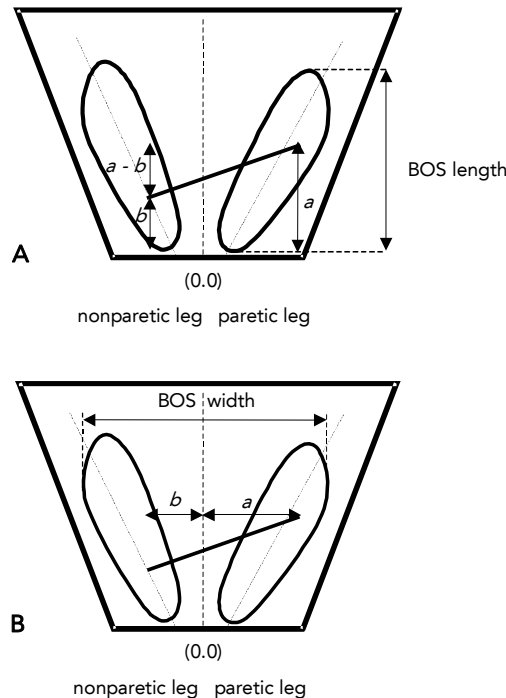 a - b
BOS length
b
a
A
(0.0)
nonparetic leg paretic leg
BOS width
b
a
B
(0.0)
nonparetic leg paretic leg